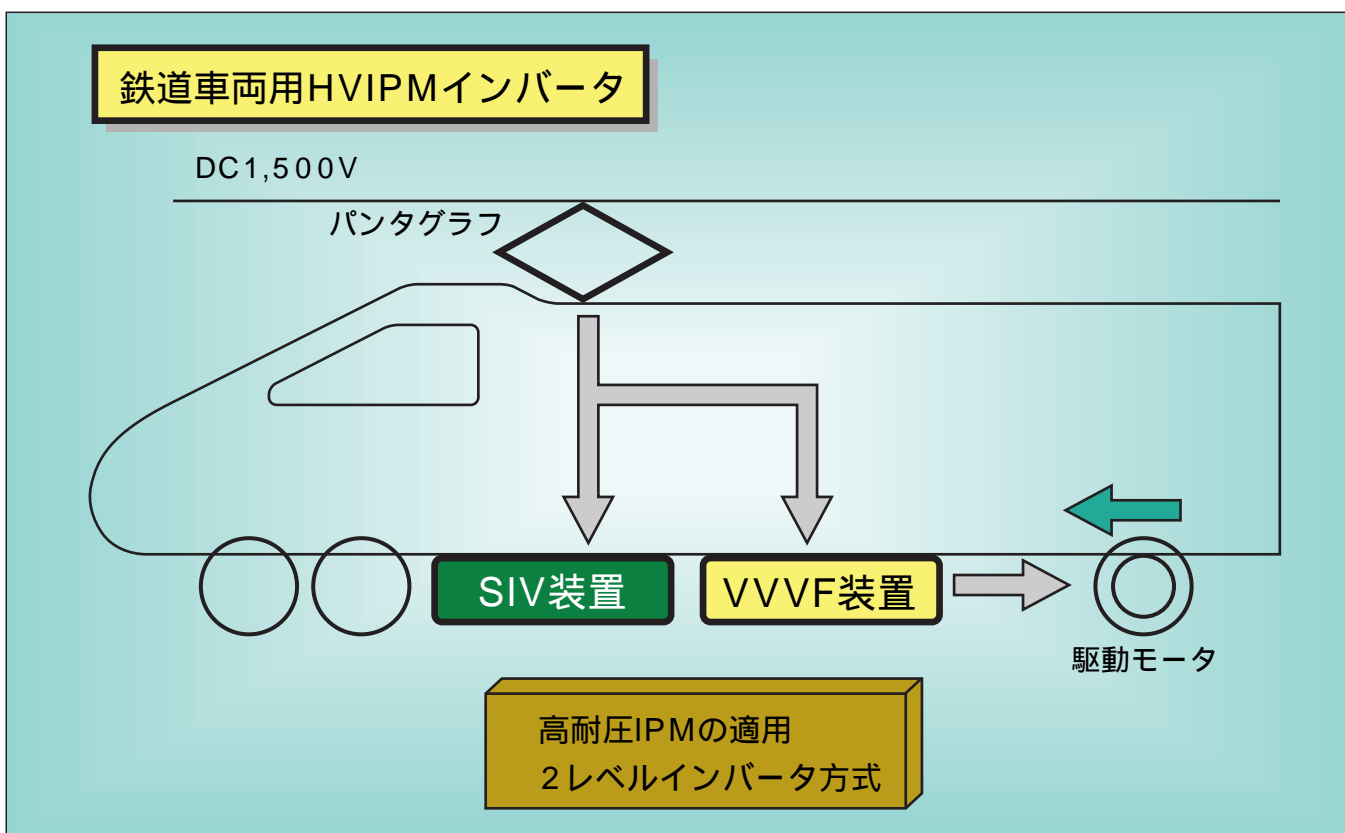 鉄道車両用HVIPMインバータ
DC1,500V
パンタグラフ
SIV装置
VVVF装置
駆動モータ
高耐圧IPMの適用
2レベルインバータ方式